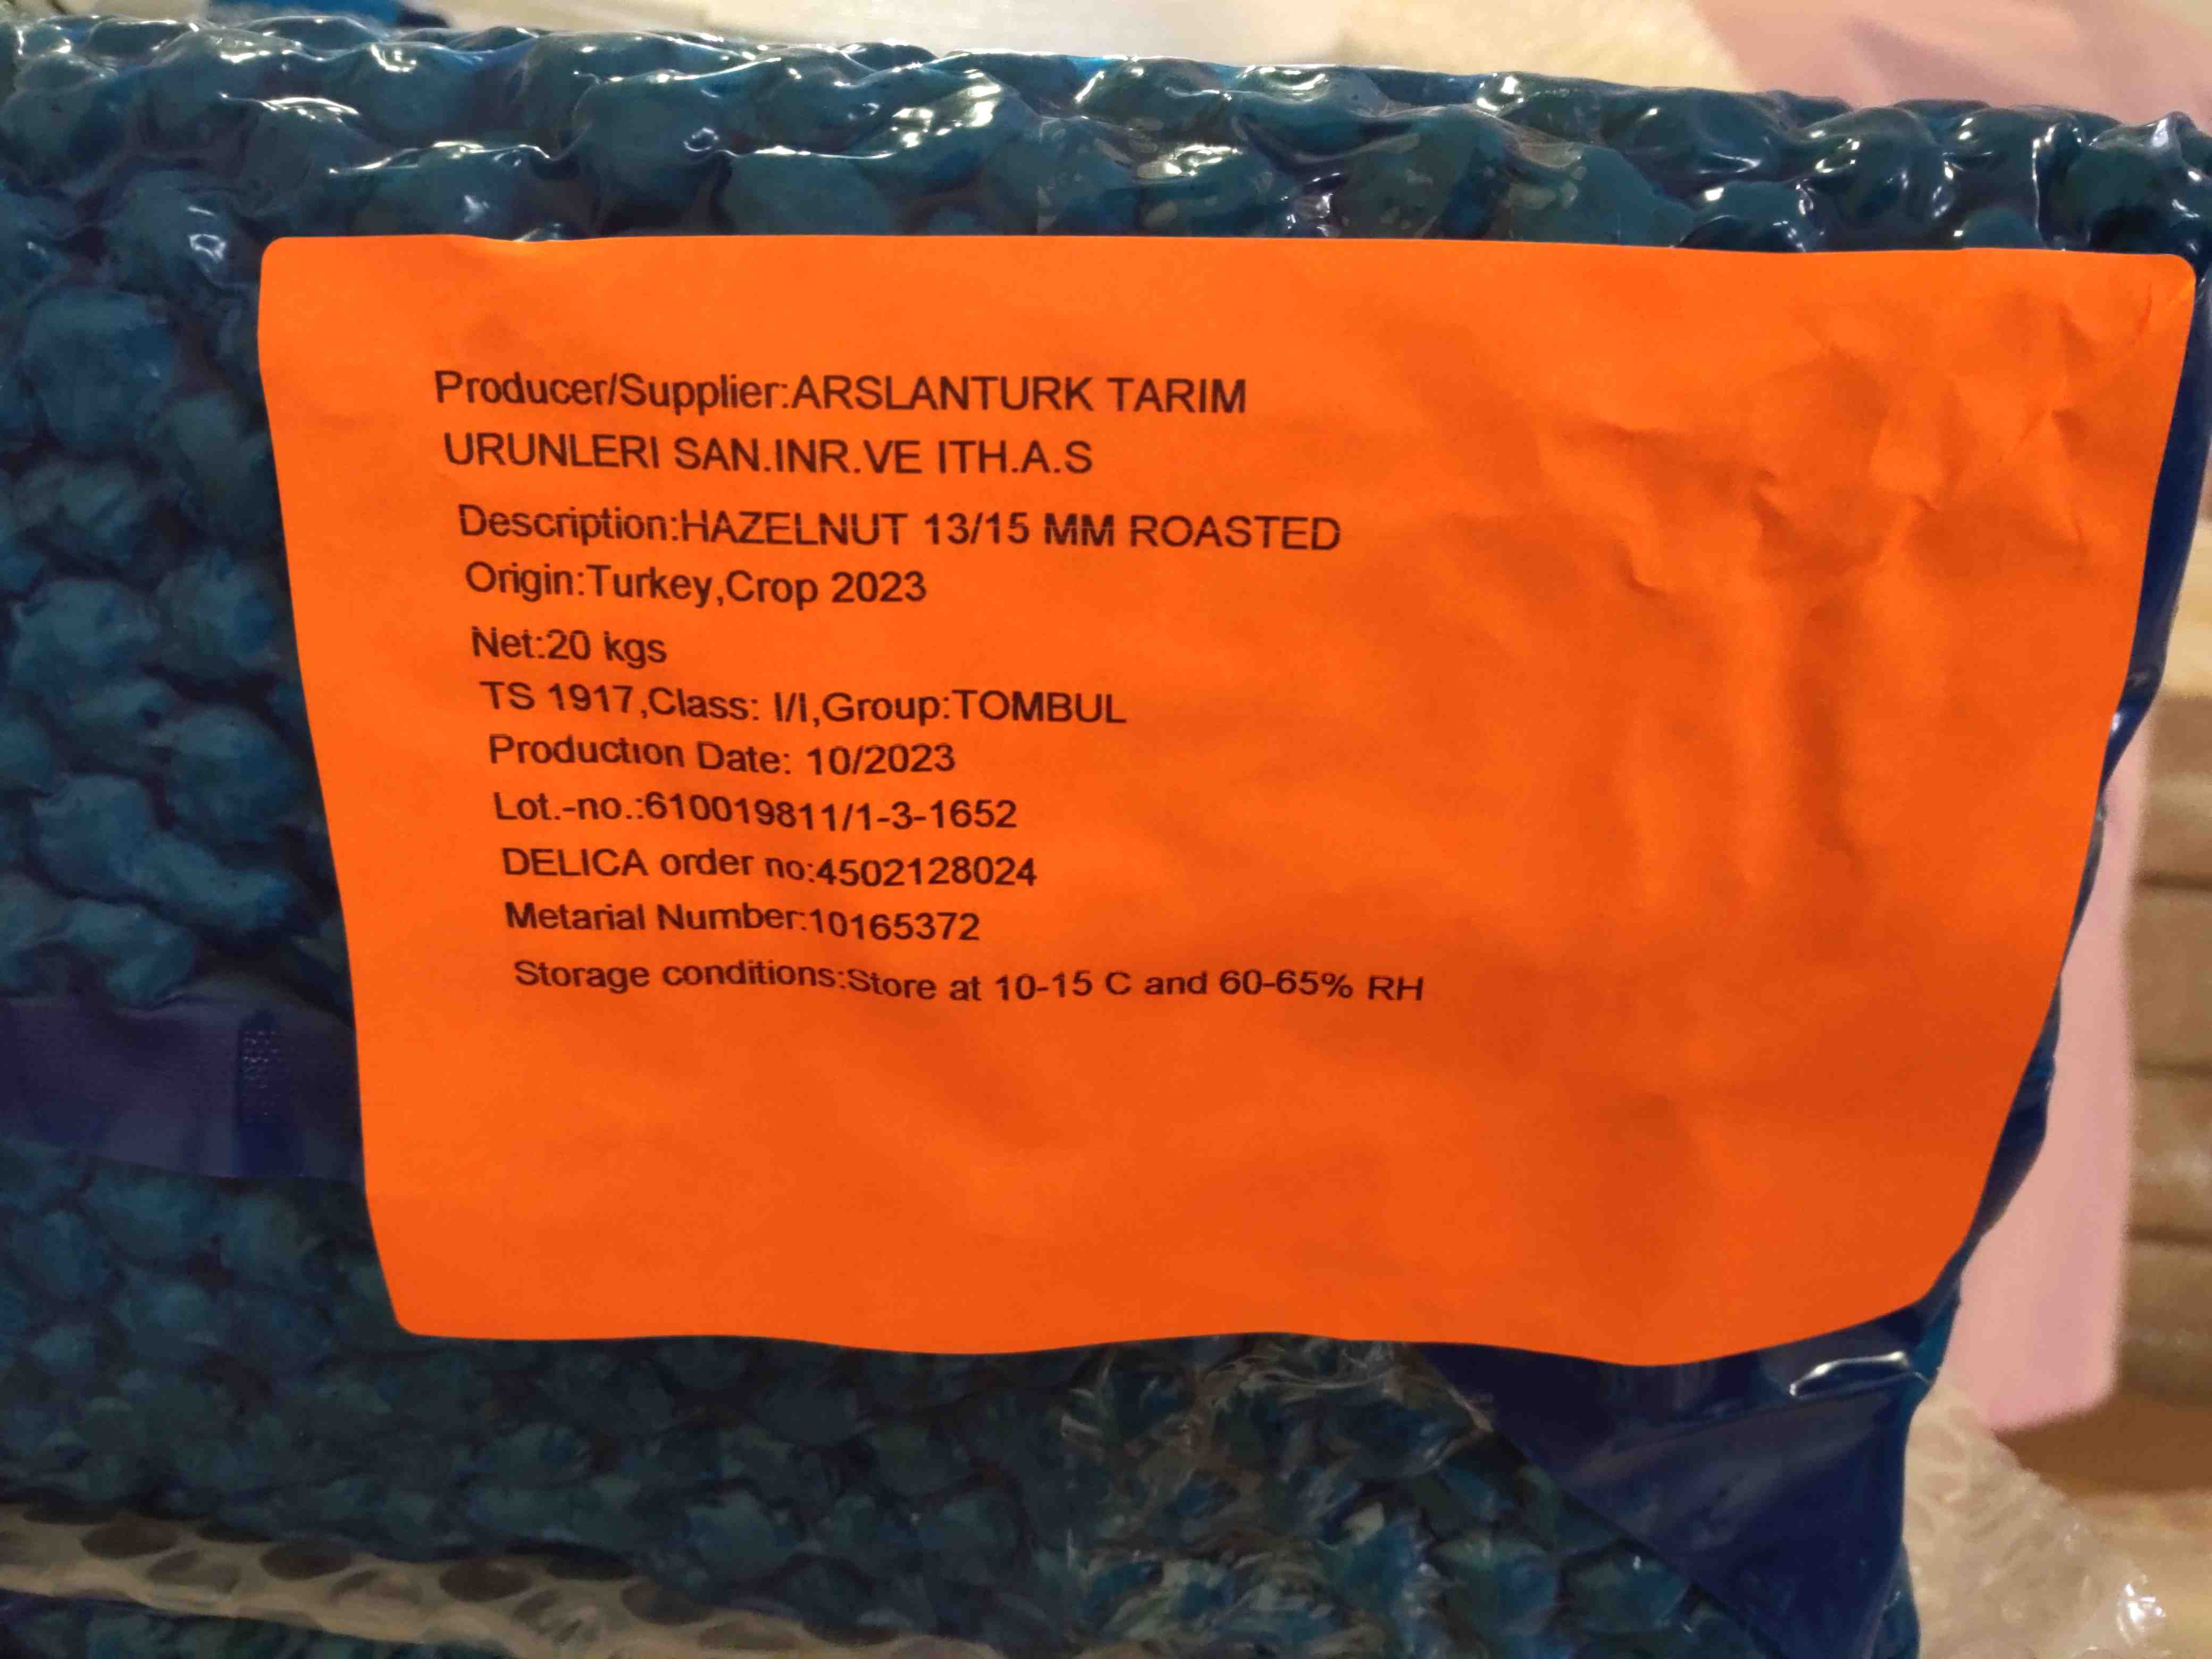 Producer/Supplier:ARSLANTURK TARIM
URUNLERI SAN.INR.VE ITH.A.S
Description:HAZELNUT 13/15 MM ROASTED
Origin:Turkey,Crop 2023
Net:20 kgs
TS 1917,Class: I/I,Group:TOMBUL
Production Date: 10/2023
Lot.-no.:610019811/1-3-1652
DELICA order no:4502128024
Metarial Number:10165372
Storage conditions:Store at 10-15 C and 60-65% RH